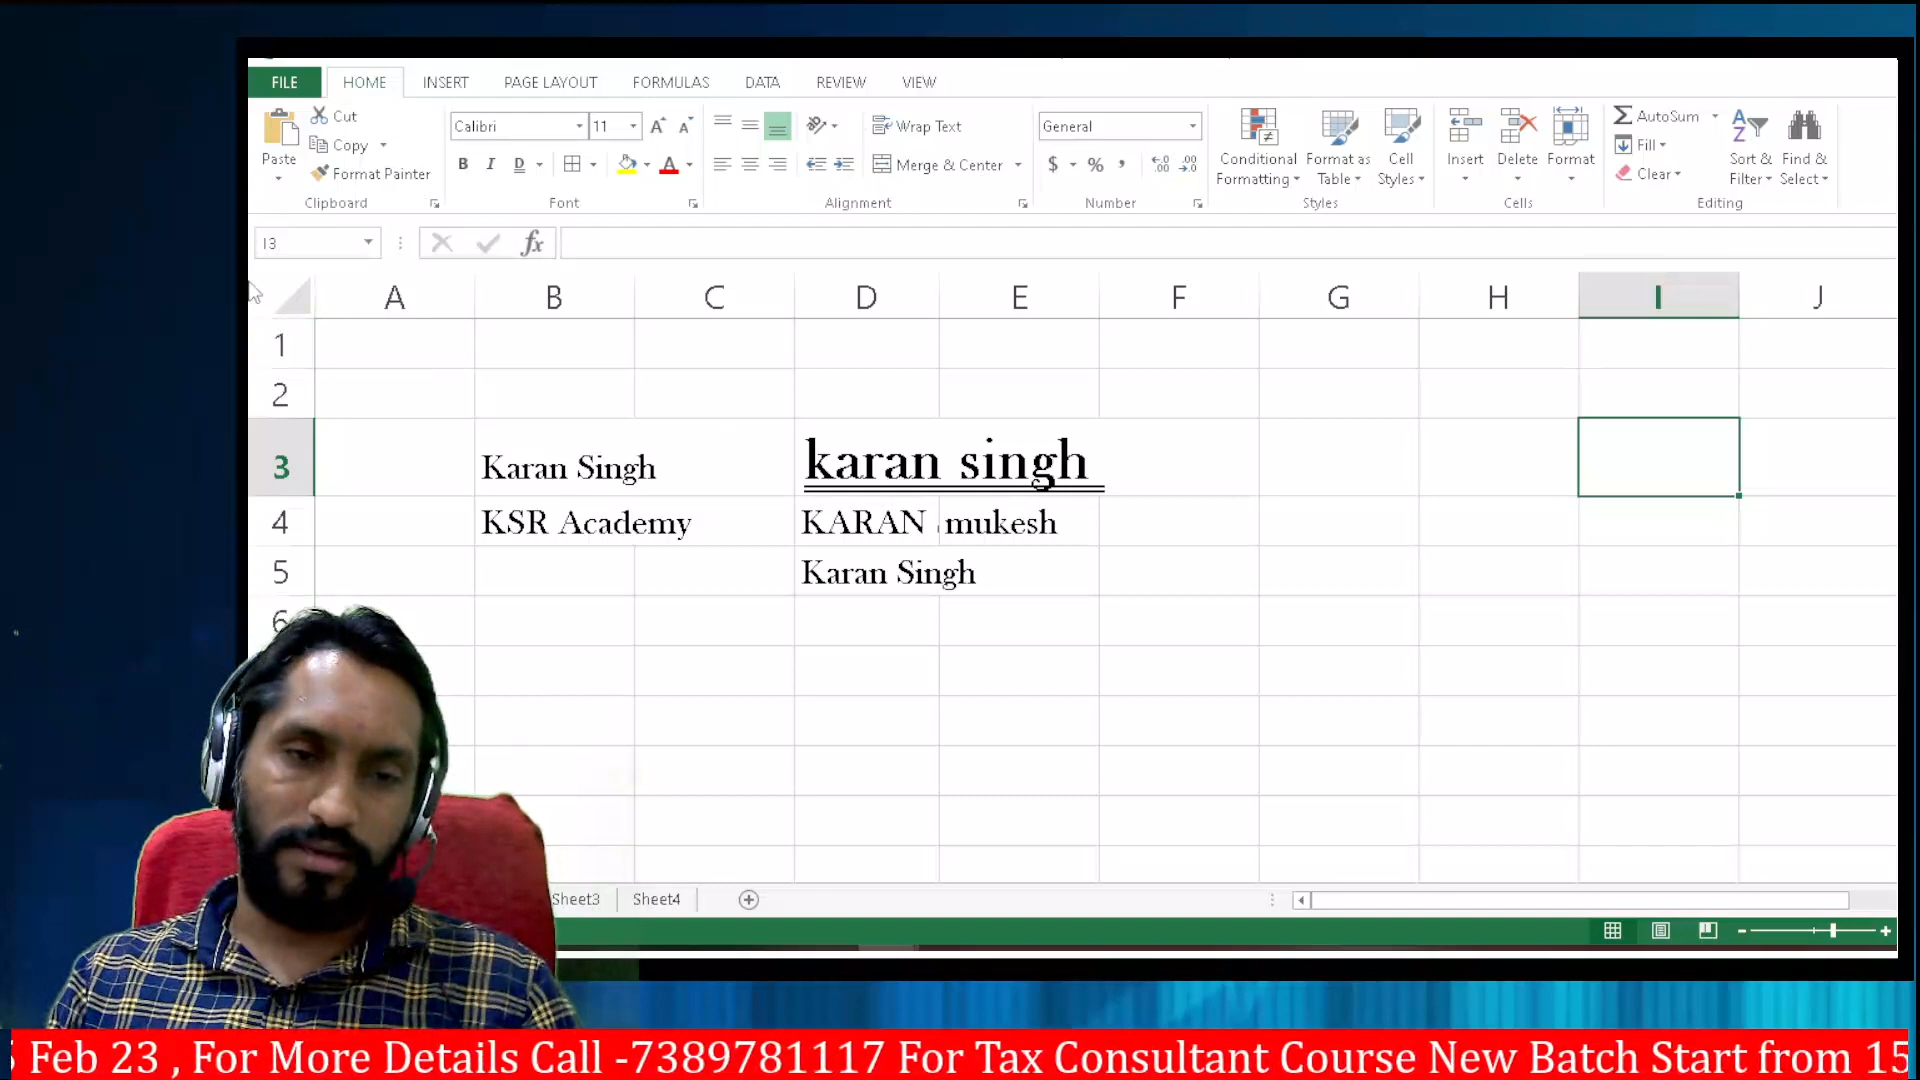 FILE HOME INSERT PAGE LAYOUT FORMULAS DATA REVIEW VIEW
Cut
Copy
Format Painter
Paste
Clipboard
Calibri 11
B I D A
Font
Wrap Text
Merge & Center
Alignment
General
$ % ,
Number
Conditional Formatting
Format as Table
Cell Styles
Styles
Insert Delete Format
Cells
AutoSum
Fill
Clear
Sort & Filter
Find & Select
Editing
I3 fx
A B C D E F G H I J
1
2
3 Karan Singh karan singh
4 KSR Academy KARAN mukesh
5 Karan Singh
6
Sheet3 Sheet4
Feb 23 , For More Details Call -7389781117 For Tax Consultant Course New Batch Start from 15